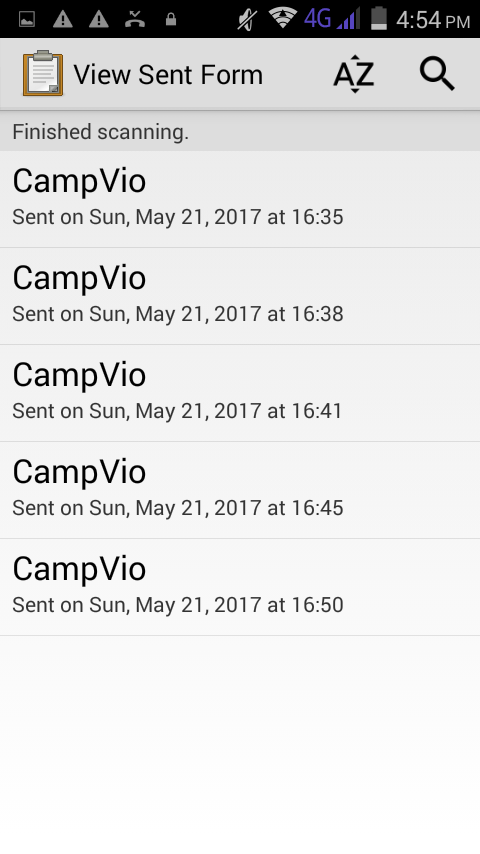 4G 4:54 PM
View Sent Form AZ
Finished scanning.
CampVio
Sent on Sun, May 21, 2017 at 16:35
CampVio
Sent on Sun, May 21, 2017 at 16:38
CampVio
Sent on Sun, May 21, 2017 at 16:41
CampVio
Sent on Sun, May 21, 2017 at 16:45
CampVio
Sent on Sun, May 21, 2017 at 16:50